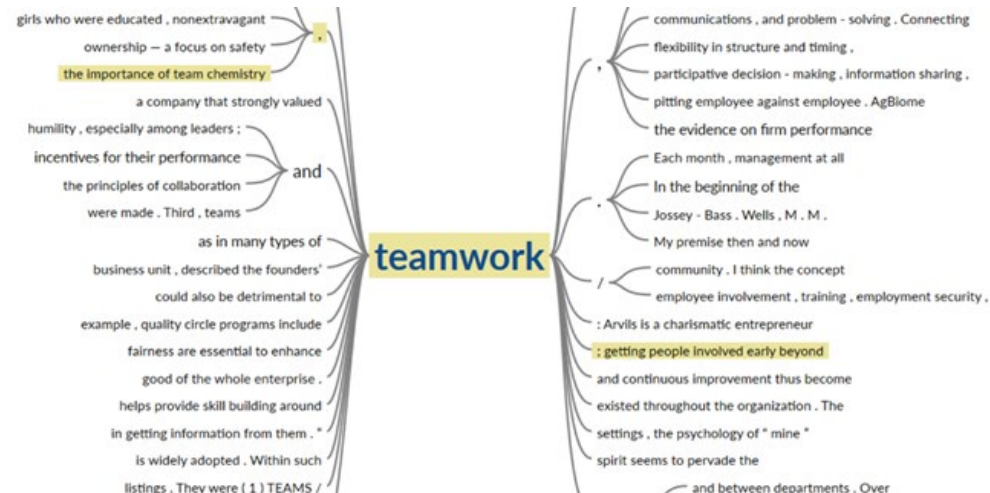 girls who were educated , nonextravagant
ownership — a focus on safety
the importance of team chemistry
,
a company that strongly valued
humility , especially among leaders ;
incentives for their performance
the principles of collaboration
were made . Third , teams
and
as in many types of
business unit , described the founders'
could also be detrimental to
example , quality circle programs include
fairness are essential to enhance
good of the whole enterprise .
helps provide skill building around
in getting information from them . "
is widely adopted . Within such
listings . They were ( 1 ) TEAMS /
teamwork
,
communications , and problem - solving . Connecting
flexibility in structure and timing ,
participative decision - making , information sharing ,
pitting employee against employee . AgBiome
the evidence on firm performance
.
Each month , management at all
In the beginning of the
Jossey - Bass . Wells , M . M .
My premise then and now
/
community . I think the concept
employee involvement , training , employment security ,
: Arvils is a charismatic entrepreneur
; getting people involved early beyond
and continuous improvement thus become
existed throughout the organization . The
settings , the psychology of " mine "
spirit seems to pervade the
and between departments . Over